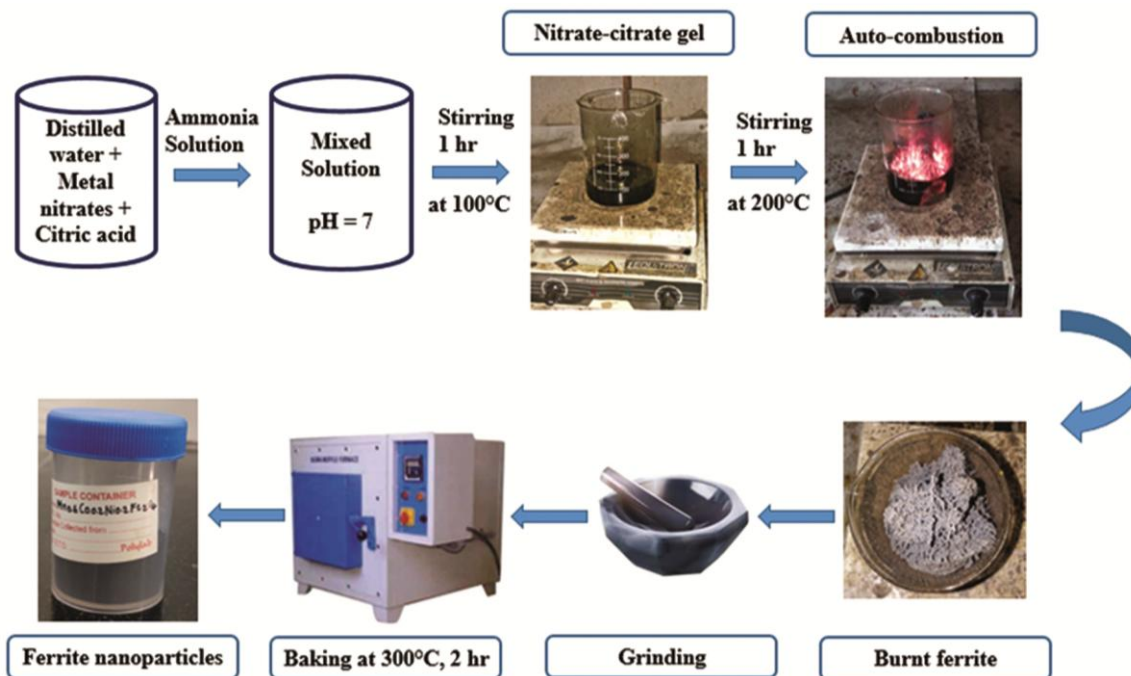 Nitrate-citrate gel
Auto-combustion
Distilled
water +
Metal
nitrates +
Citric acid
Ammonia
Solution
Mixed
Solution
pH = 7
Stirring
1 hr
at 100°C
Stirring
1 hr
at 200°C
SAMPLE CONTAINER
Ferrite nanoparticles
Baking at 300°C, 2 hr
Grinding
Burnt ferrite